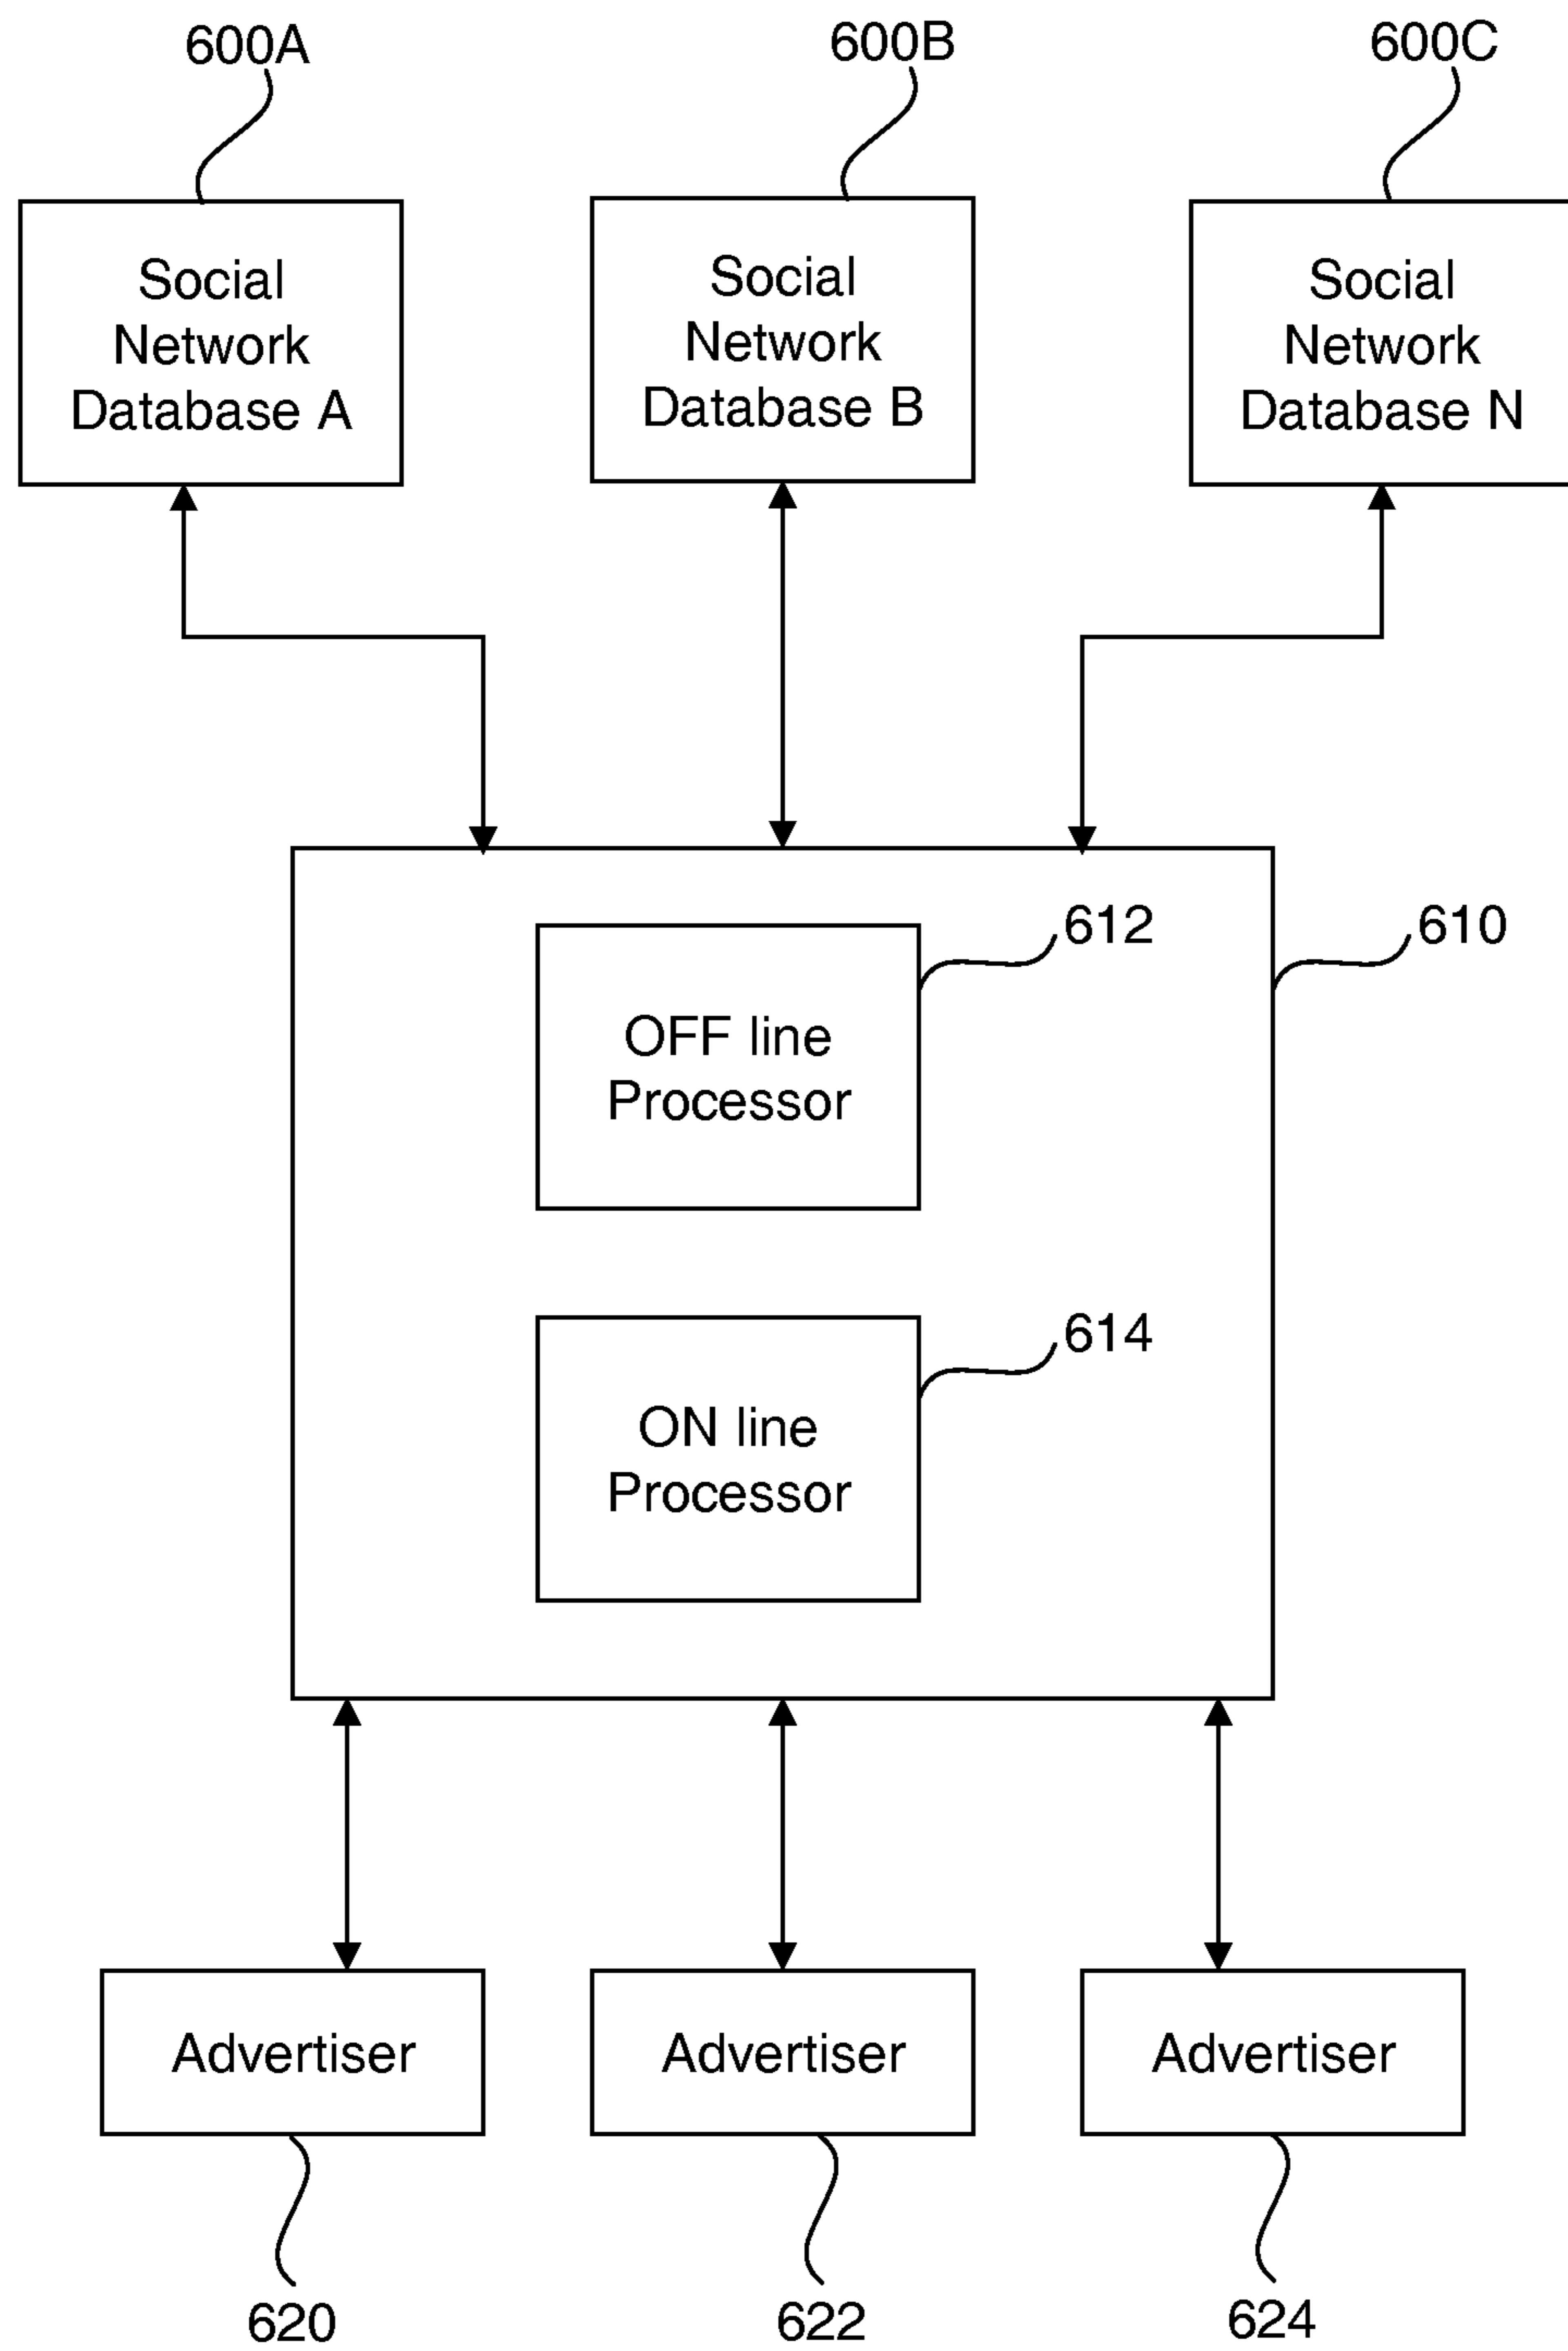 600A
600B
600C
Social
Network
Database A
Social
Network
Database B
Social
Network
Database N
612
610
OFF line
Processor
614
ON line
Processor
Advertiser
Advertiser
Advertiser
620
622
624